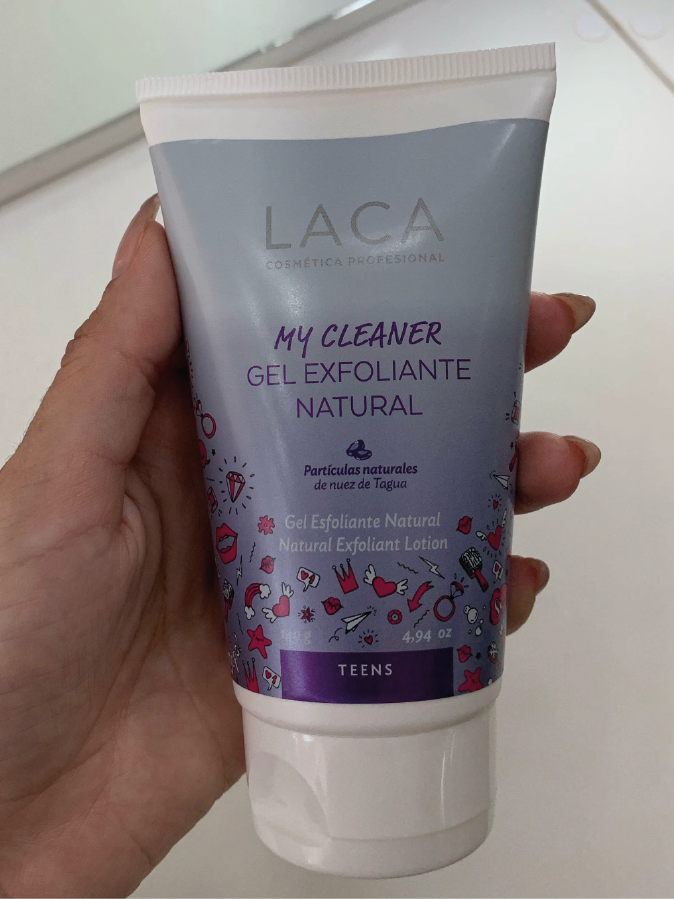 LACA
COSMÉTICA PROFESIONAL
MY CLEANER
GEL EXFOLIANTE
NATURAL
Partículas naturales
de nuez de Tagua
Gel Esfoliante Natural
Natural Exfoliant Lotion
140 g 4,94 oz
TEENS